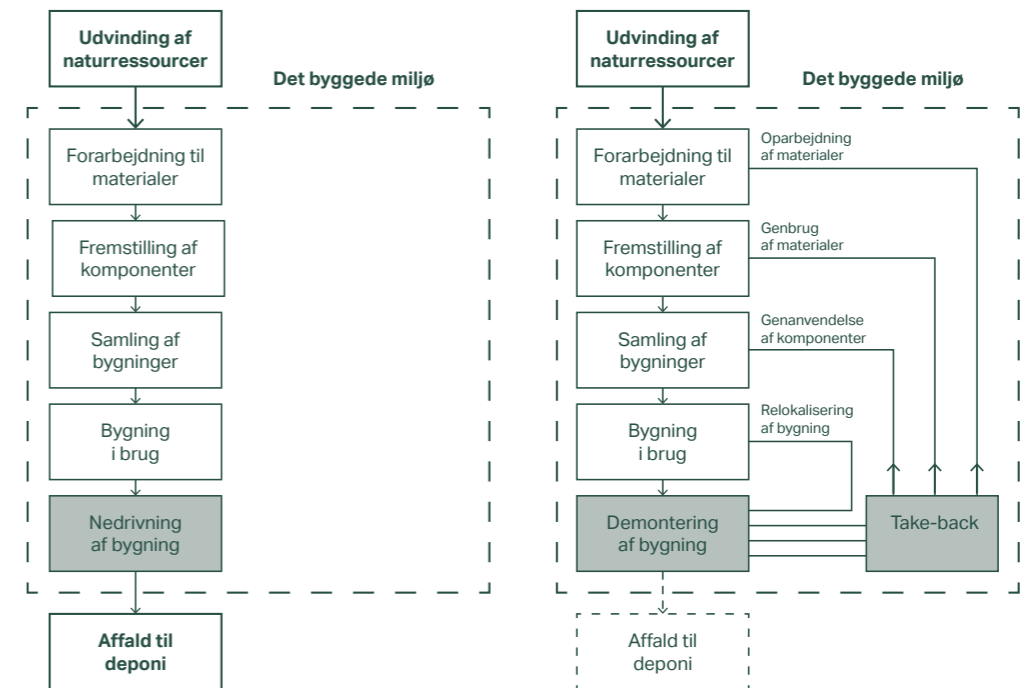 Udvinding af
naturressourcer
Det byggede miljø
Forarbejdning til
materialer
Fremstilling af
komponenter
Samling af
bygninger
Bygning
i brug
Nedrivning
af bygning
Affald til
deponi
Udvinding af
naturressourcer
Det byggede miljø
Forarbejdning til
materialer
Oparbejdning
af materialer
Fremstilling af
komponenter
Genbrug
af materialer
Samling af
bygninger
Genanvendelse
af komponenter
Bygning
i brug
Relokalisering
af bygning
Demontering
af bygning
Take-back
Affald til
deponi